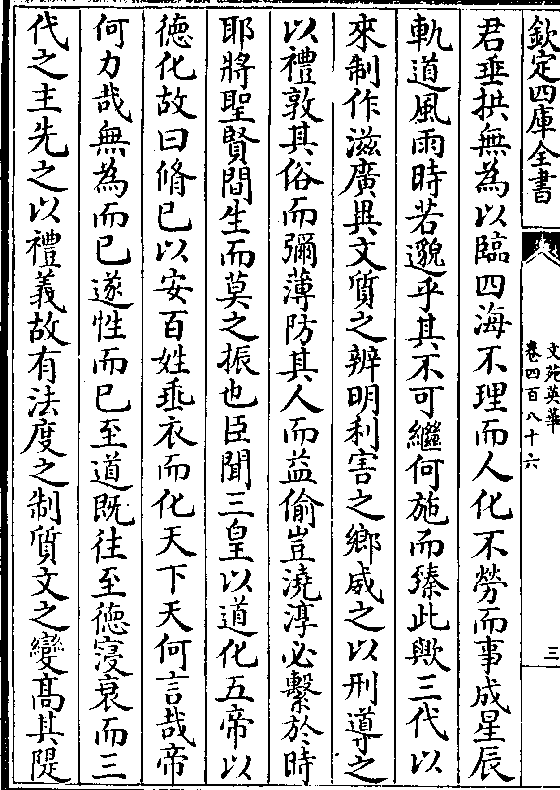 欽定四庫全書
文苑英華
卷四百八十六
三
君垂拱無為以臨四海不理而人化不勞而事成星辰
軌道風雨時若邈乎其不可繼何施而臻此歟三代以
來制作滋廣異文質之辨明利害之鄉威之以刑導之
以禮敦其俗而彌薄防其人而益偷豈澆淳必繫於時
耶將聖賢間生而莫之振也臣聞三皇以道化五帝以
徳化故曰脩已以安百姓垂衣而化天下天何言哉帝
何力哉無為而已遂性而已至道既往至徳寖衰而三
代之主先之以禮義故有法度之制質文之變髙其隄